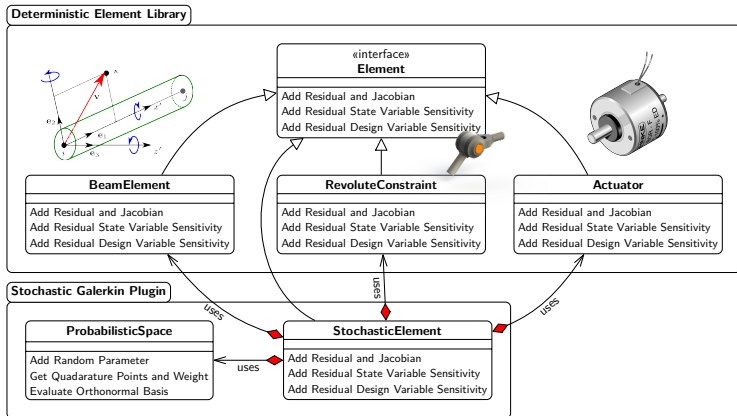 Deterministic Element Library
«interface»
Element
Add Residual and Jacobian
Add Residual State Variable Sensitivity
Add Residual Design Variable Sensitivity
κ
v
x′
j
e₂
e₁
i
e₃
z′
BeamElement
Add Residual and Jacobian
Add Residual State Variable Sensitivity
Add Residual Design Variable Sensitivity
RevoluteConstraint
Add Residual and Jacobian
Add Residual State Variable Sensitivity
Add Residual Design Variable Sensitivity
Actuator
Add Residual and Jacobian
Add Residual State Variable Sensitivity
Add Residual Design Variable Sensitivity
uses
uses
uses
Stochastic Galerkin Plugin
ProbabilisticSpace
Add Random Parameter
Get Quadarature Points and Weight
Evaluate Orthonormal Basis
uses
StochasticElement
Add Residual and Jacobian
Add Residual State Variable Sensitivity
Add Residual Design Variable Sensitivity